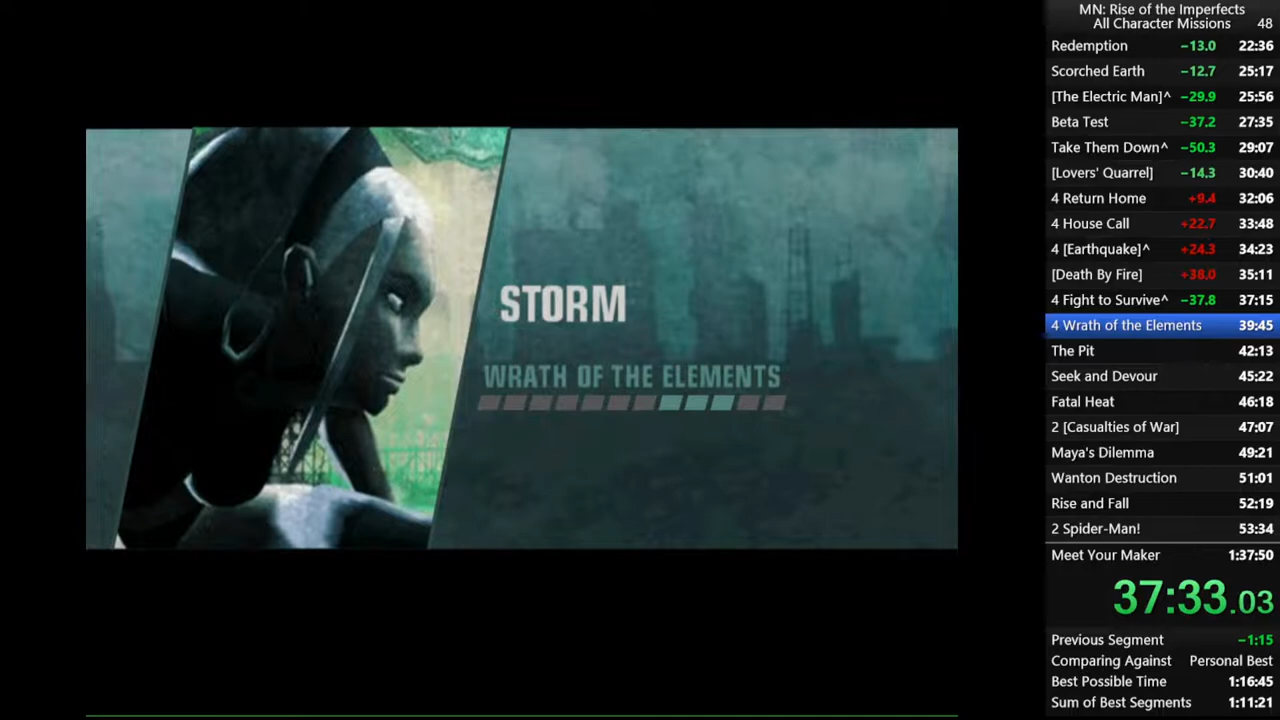 MN: Rise of the Imperfects
All Character Missions 48
Redemption -13.0 22:36
Scorched Earth -12.7 25:17
[The Electric Man]^ -29.9 25:56
Beta Test -37.2 27:35
Take Them Down^ -50.3 29:07
[Lovers' Quarrel] -14.3 30:40
4 Return Home +9.4 32:06
4 House Call +22.7 33:48
4 [Earthquake]^ +24.3 34:23
[Death By Fire] +38.0 35:11
4 Fight to Survive^ -37.8 37:15
4 Wrath of the Elements 39:45
The Pit 42:13
Seek and Devour 45:22
Fatal Heat 46:18
2 [Casualties of War] 47:07
Maya's Dilemma 49:21
Wanton Destruction 51:01
Rise and Fall 52:19
2 Spider-Man! 53:34
Meet Your Maker 1:37:50
37:33.03
Previous Segment -1:15
Comparing Against Personal Best
Best Possible Time 1:16:45
Sum of Best Segments 1:11:21
STORM
WRATH OF THE ELEMENTS